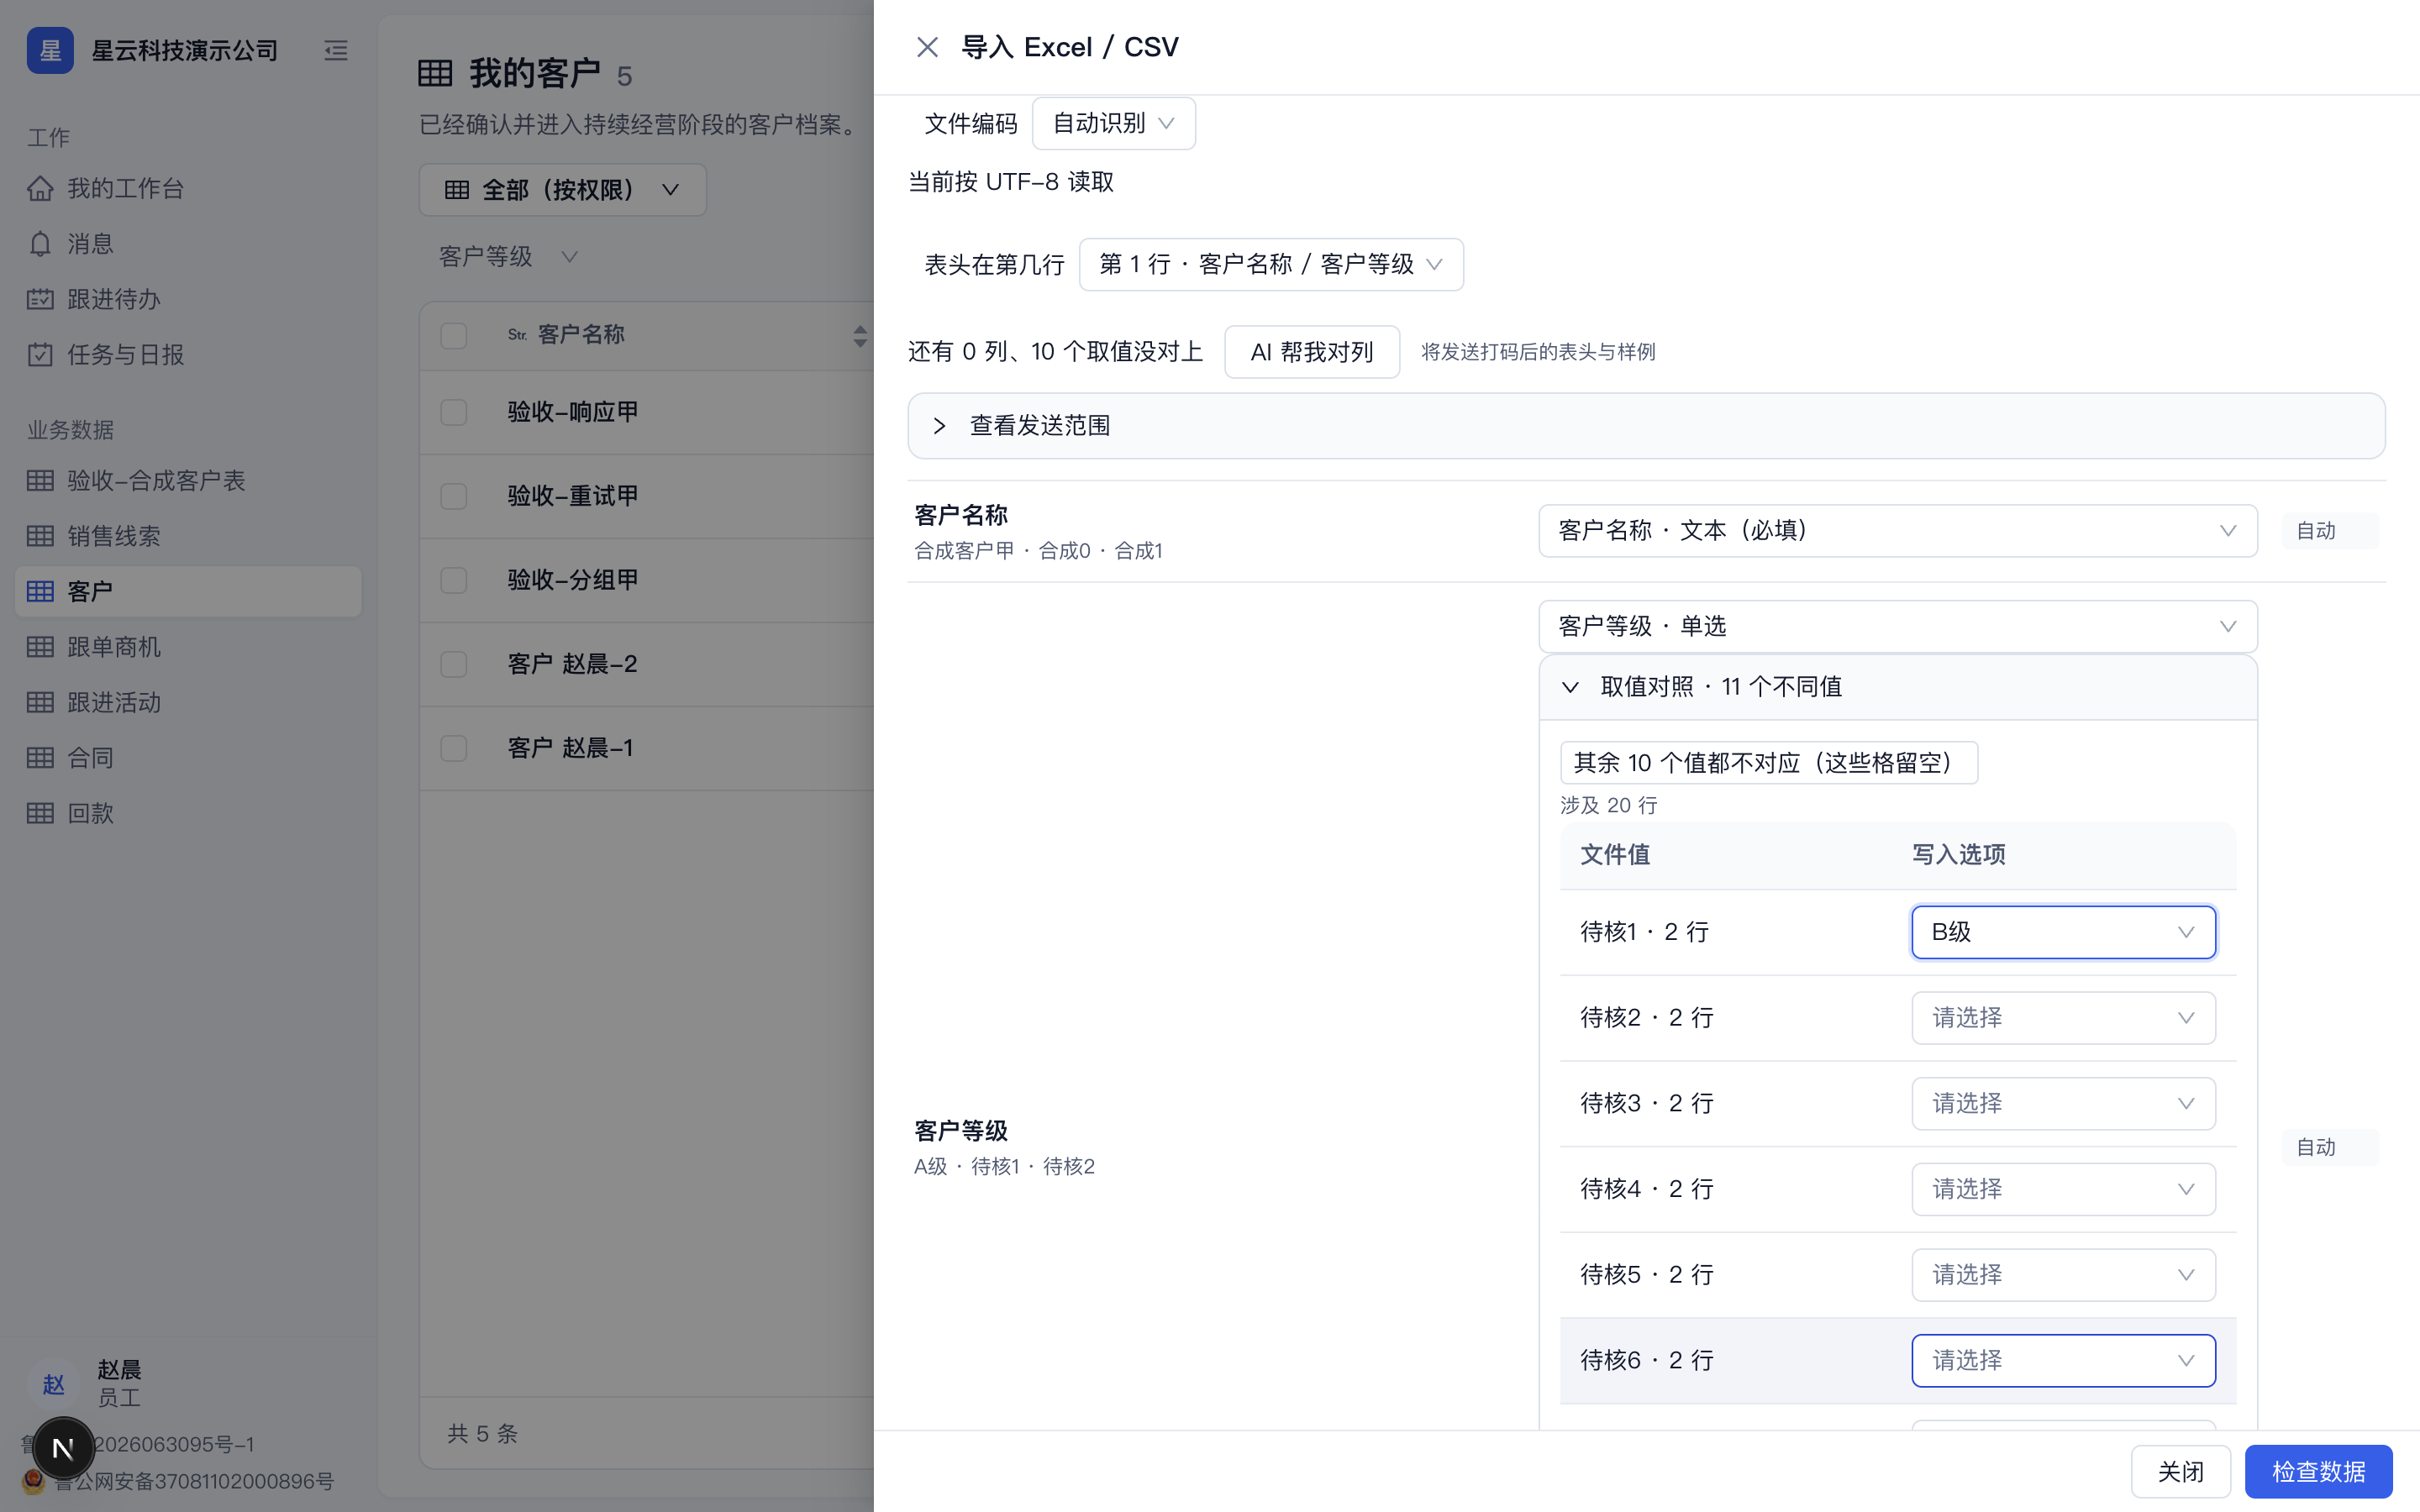 星 星云科技演示公司
工作
我的工作台
消息
跟进待办
任务与日报
业务数据
验收-合成客户表
销售线索
客户
跟单商机
跟进活动
合同
回款
赵 赵晨
员工
2026063095号-1
N
公网安备37081102000896号
我的客户 5
已经确认并进入持续经营阶段的客户档案。
全部（按权限）
客户等级
Str. 客户名称
验收-响应甲
验收-重试甲
验收-分组甲
客户 赵晨-2
客户 赵晨-1
共 5 条
导入 Excel / CSV
文件编码 自动识别
当前按 UTF-8 读取
表头在第几行 第 1 行 · 客户名称 / 客户等级
还有 0 列、10 个取值没对上 AI 帮我对列 将发送打码后的表头与样例
查看发送范围
客户名称
合成客户甲 · 合成0 · 合成1
客户名称 · 文本（必填） 自动
客户等级 · 单选
取值对照 · 11 个不同值
其余 10 个值都不对应（这些格留空）
涉及 20 行
文件值 写入选项
待核1 · 2 行 B级
待核2 · 2 行 请选择
待核3 · 2 行 请选择
客户等级
A级 · 待核1 · 待核2
自动
待核4 · 2 行 请选择
待核5 · 2 行 请选择
待核6 · 2 行 请选择
关闭 检查数据